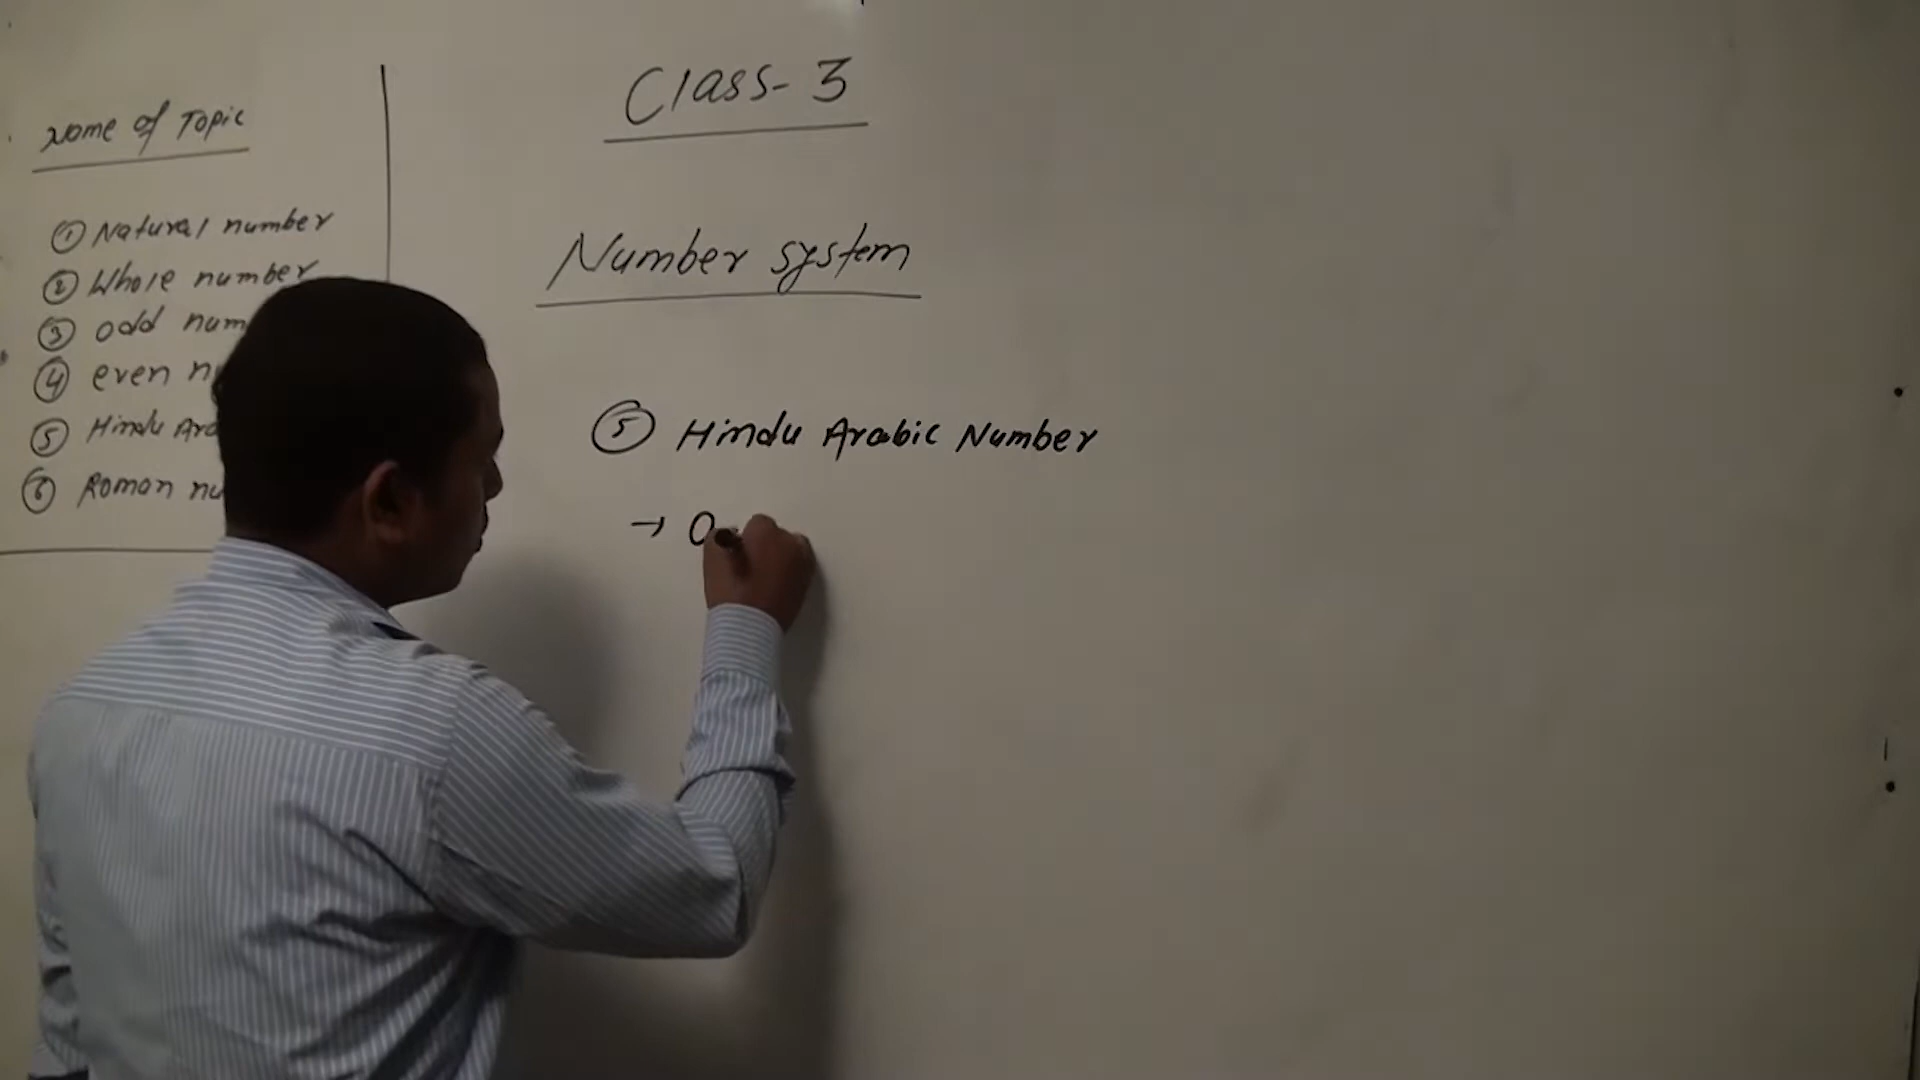 Name of Topic
① Natural number
② Whole number
③ odd num
④ even n
⑤ Hindu Ara
⑥ Roman nu
Class-3
Number system
⑤ Hindu Arabic Number
→ 0